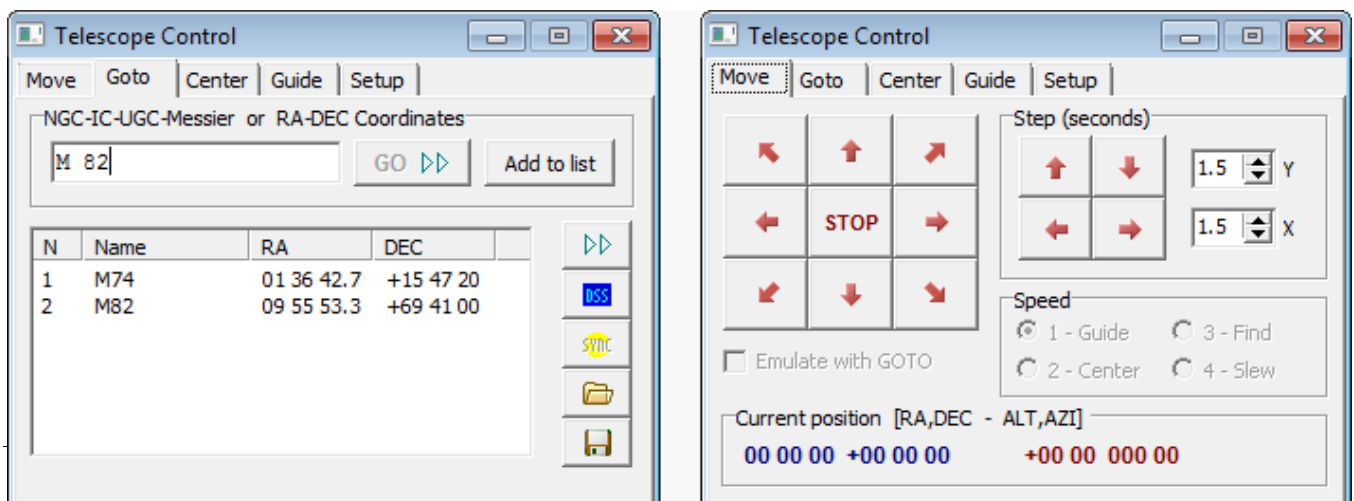 Telescope Control
Move Goto Center Guide Setup
NGC-IC-UGC-Messier or RA-DEC Coordinates
M 82 GO Add to list
N Name RA DEC
1 M74 01 36 42.7 +15 47 20
DSS
2 M82 09 55 53.3 +69 41 00
SYNC
Telescope Control
Move Goto Center Guide Setup
Step (seconds)
1.5 Y
STOP
1.5 X
Speed
1 - Guide 3 - Find
Emulate with GOTO
2 - Center 4 - Slew
Current position [RA,DEC - ALT,AZI]
00 00 00 +00 00 00 +00 00 000 00